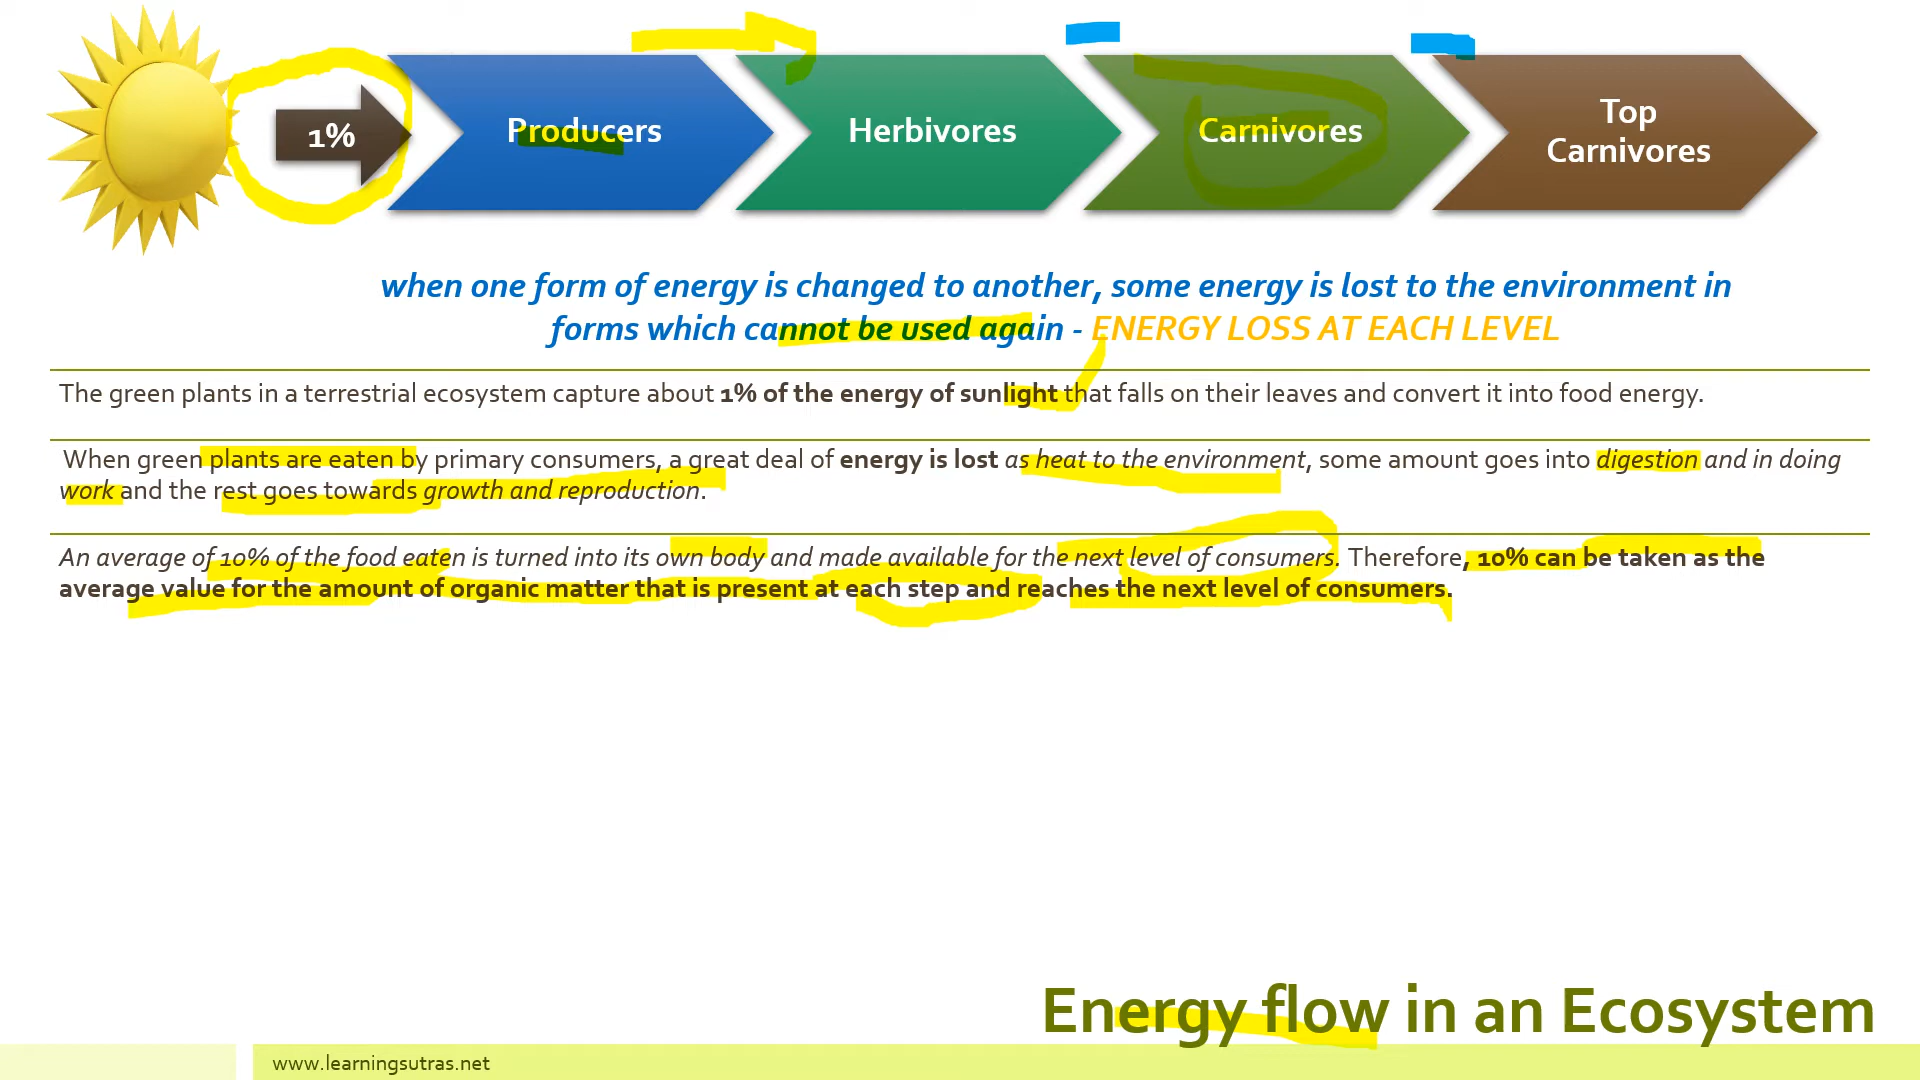 1%
Producers
Herbivores
Carnivores
Top
Carnivores
when one form of energy is changed to another, some energy is lost to the environment in
forms which cannot be used again - ENERGY LOSS AT EACH LEVEL
The green plants in a terrestrial ecosystem capture about 1% of the energy of sunlight that falls on their leaves and convert it into food energy.
When green plants are eaten by primary consumers, a great deal of energy is lost as heat to the environment, some amount goes into digestion and in doing
work and the rest goes towards growth and reproduction.
An average of 10% of the food eaten is turned into its own body and made available for the next level of consumers. Therefore, 10% can be taken as the
average value for the amount of organic matter that is present at each step and reaches the next level of consumers.
Energy flow in an Ecosystem
www.learningsutras.net